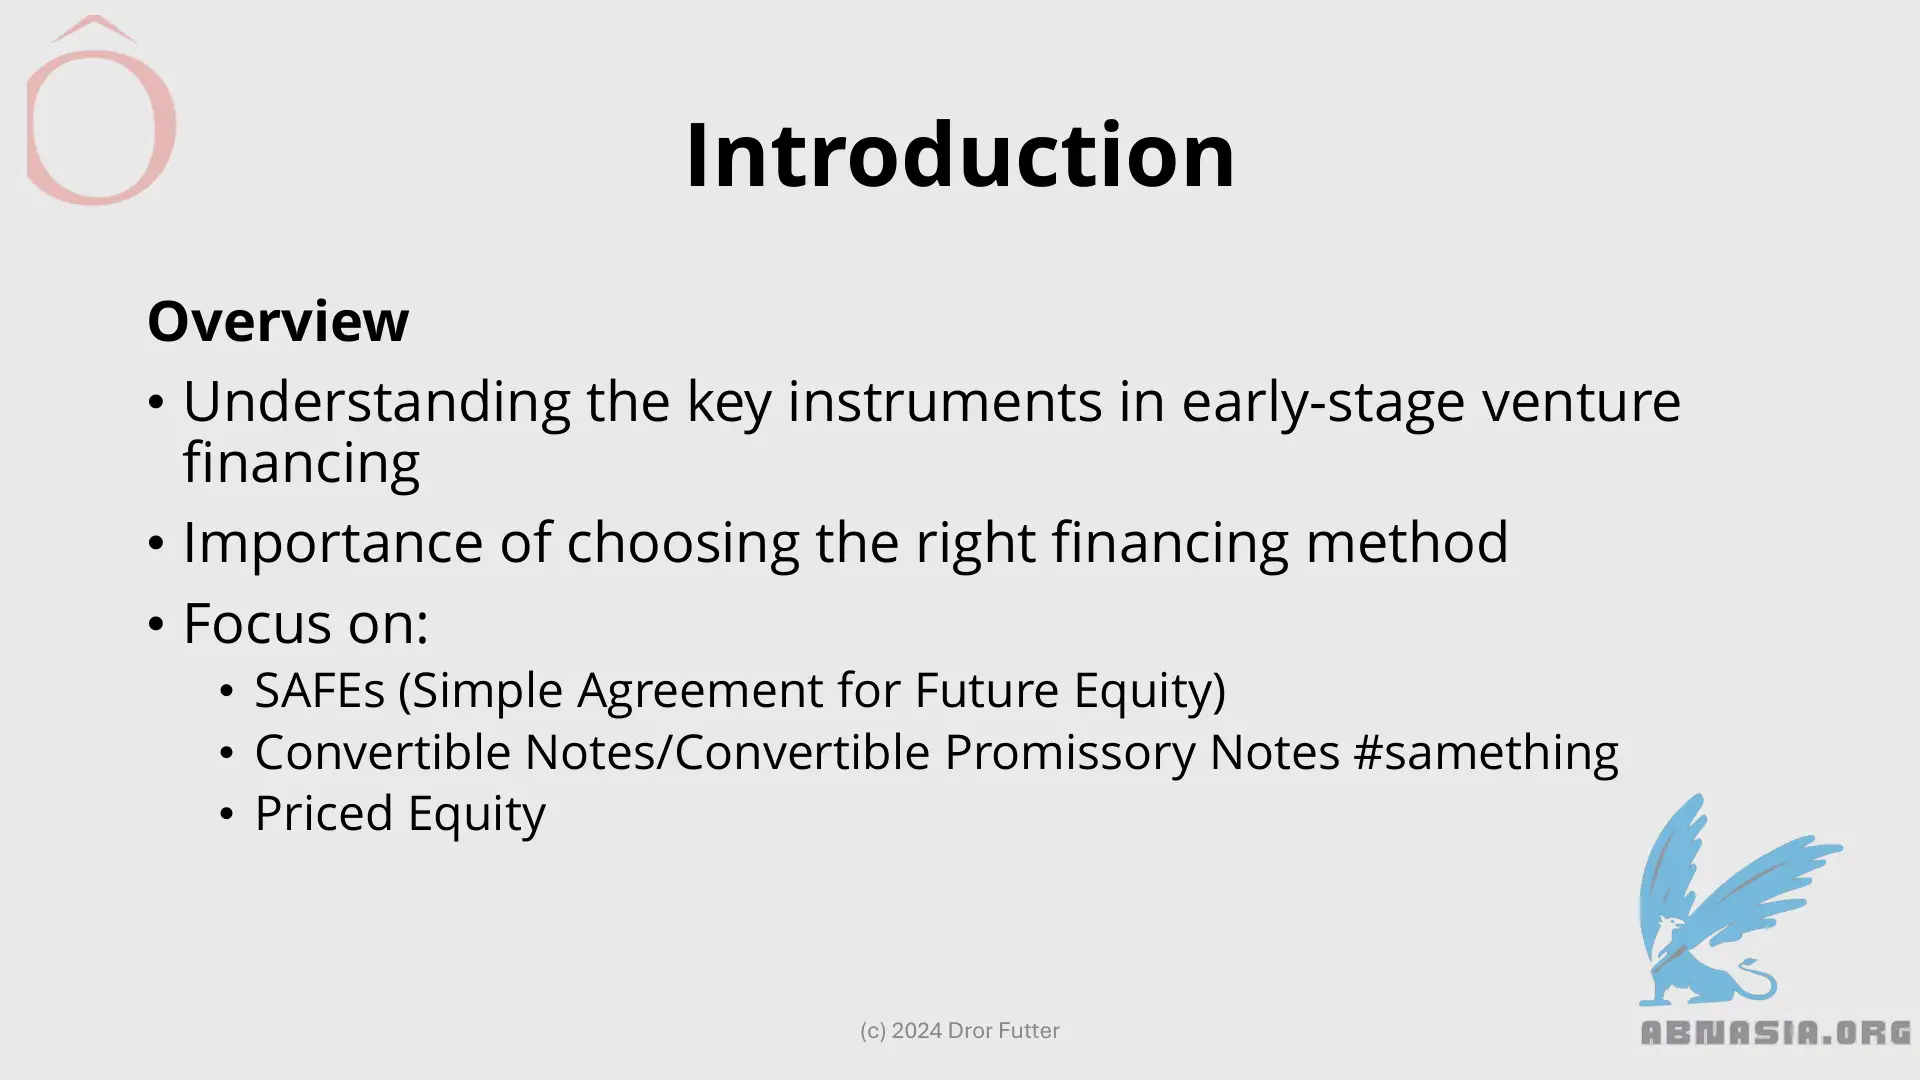 Ô
Introduction
Overview
• Understanding the key instruments in early-stage venture
financing
• Importance of choosing the right financing method
• Focus on:
• SAFEs (Simple Agreement for Future Equity)
• Convertible Notes/Convertible Promissory Notes #samething
• Priced Equity
(c) 2024 Dror Futter
ABNASIA.ORG